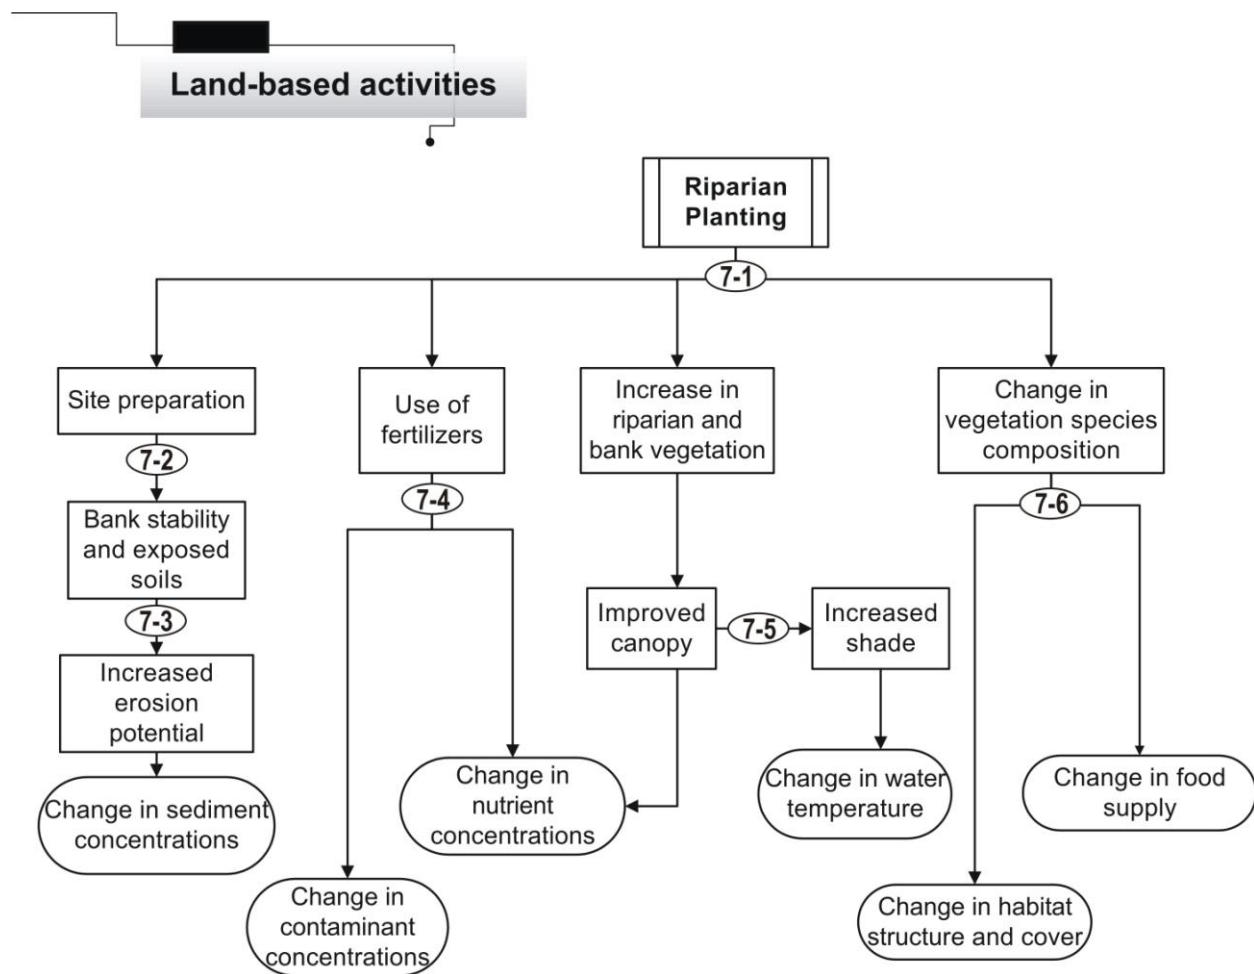 Land-based activities
Riparian
Planting
7-1
Site preparation
Use of
fertilizers
Increase in
riparian and
bank vegetation
Change in
vegetation species
composition
7-2
7-4
7-6
Bank stability
and exposed
soils
7-3
Improved
canopy
7-5
Increased
shade
Increased
erosion
potential
Change in sediment
concentrations
Change in
nutrient
concentrations
Change in water
temperature
Change in food
supply
Change in
contaminant
concentrations
Change in habitat
structure and cover